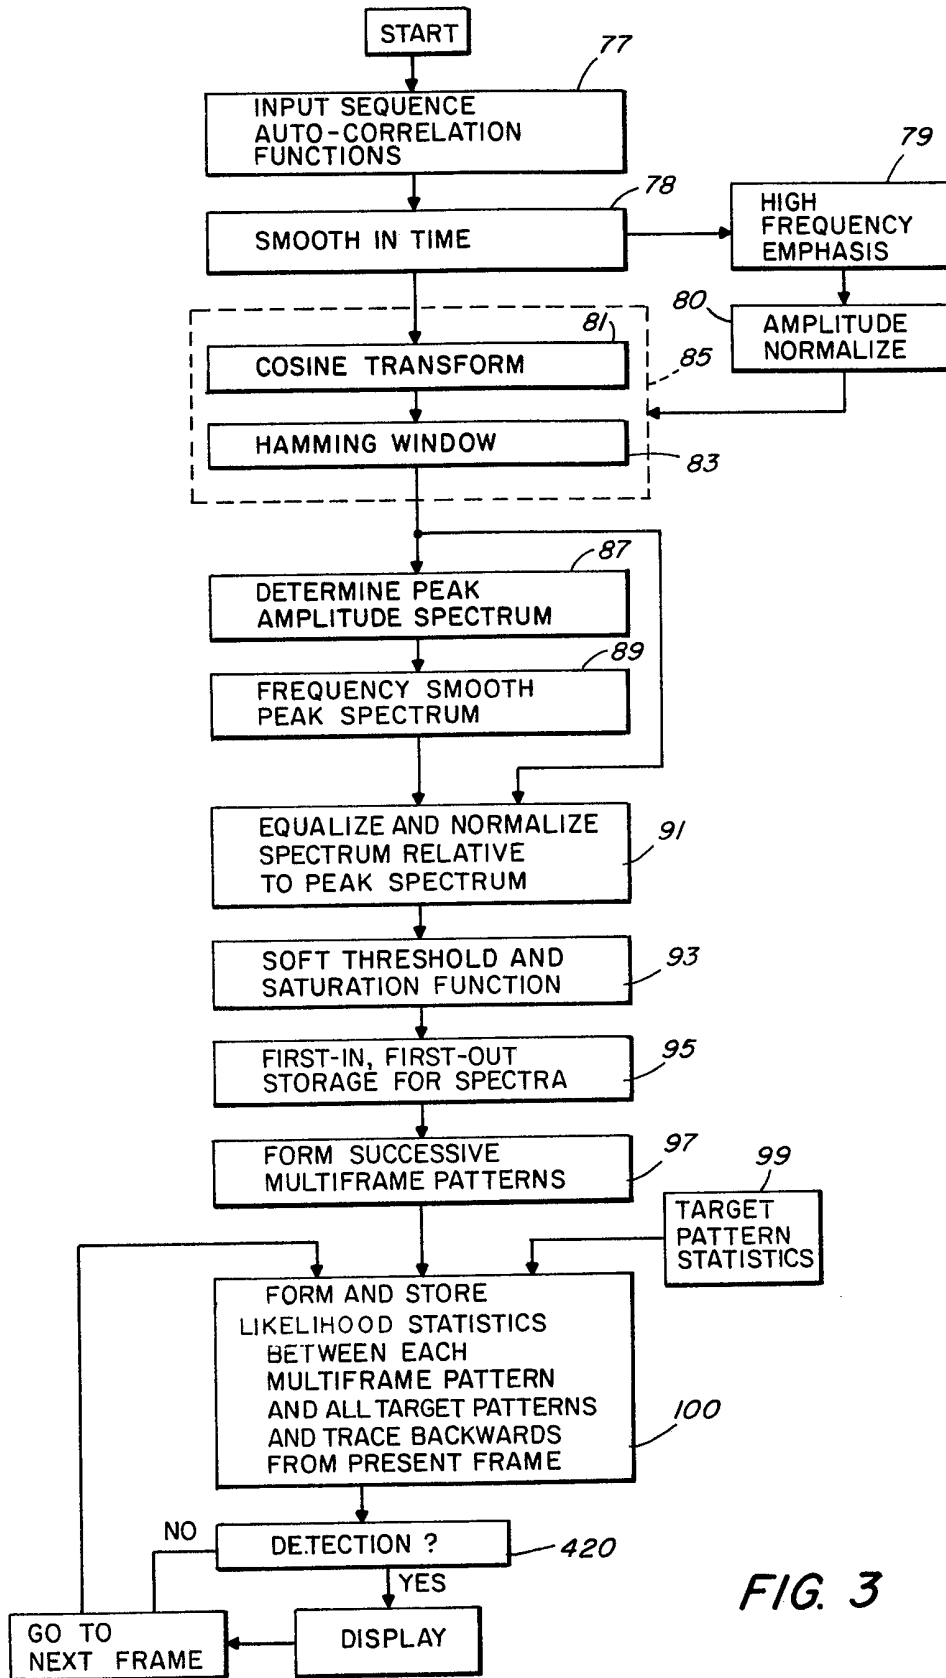 START
77
INPUT SEQUENCE
AUTO-CORRELATION
FUNCTIONS
78
SMOOTH IN TIME
79
HIGH
FREQUENCY
EMPHASIS
80
AMPLITUDE
NORMALIZE
81
COSINE TRANSFORM
85
HAMMING WINDOW
83
87
DETERMINE PEAK
AMPLITUDE SPECTRUM
89
FREQUENCY SMOOTH
PEAK SPECTRUM
EQUALIZE AND NORMALIZE
SPECTRUM RELATIVE
TO PEAK SPECTRUM
91
SOFT THRESHOLD AND
SATURATION FUNCTION
93
FIRST-IN, FIRST-OUT
STORAGE FOR SPECTRA
95
FORM SUCCESSIVE
MULTIFRAME PATTERNS
97
99
TARGET
PATTERN
STATISTICS
FORM AND STORE
LIKELIHOOD STATISTICS
BETWEEN EACH
MULTIFRAME PATTERN
AND ALL TARGET PATTERNS
AND TRACE BACKWARDS
FROM PRESENT FRAME
100
NO
DETECTION ?
420
YES
DISPLAY
GO TO
NEXT FRAME
FIG. 3